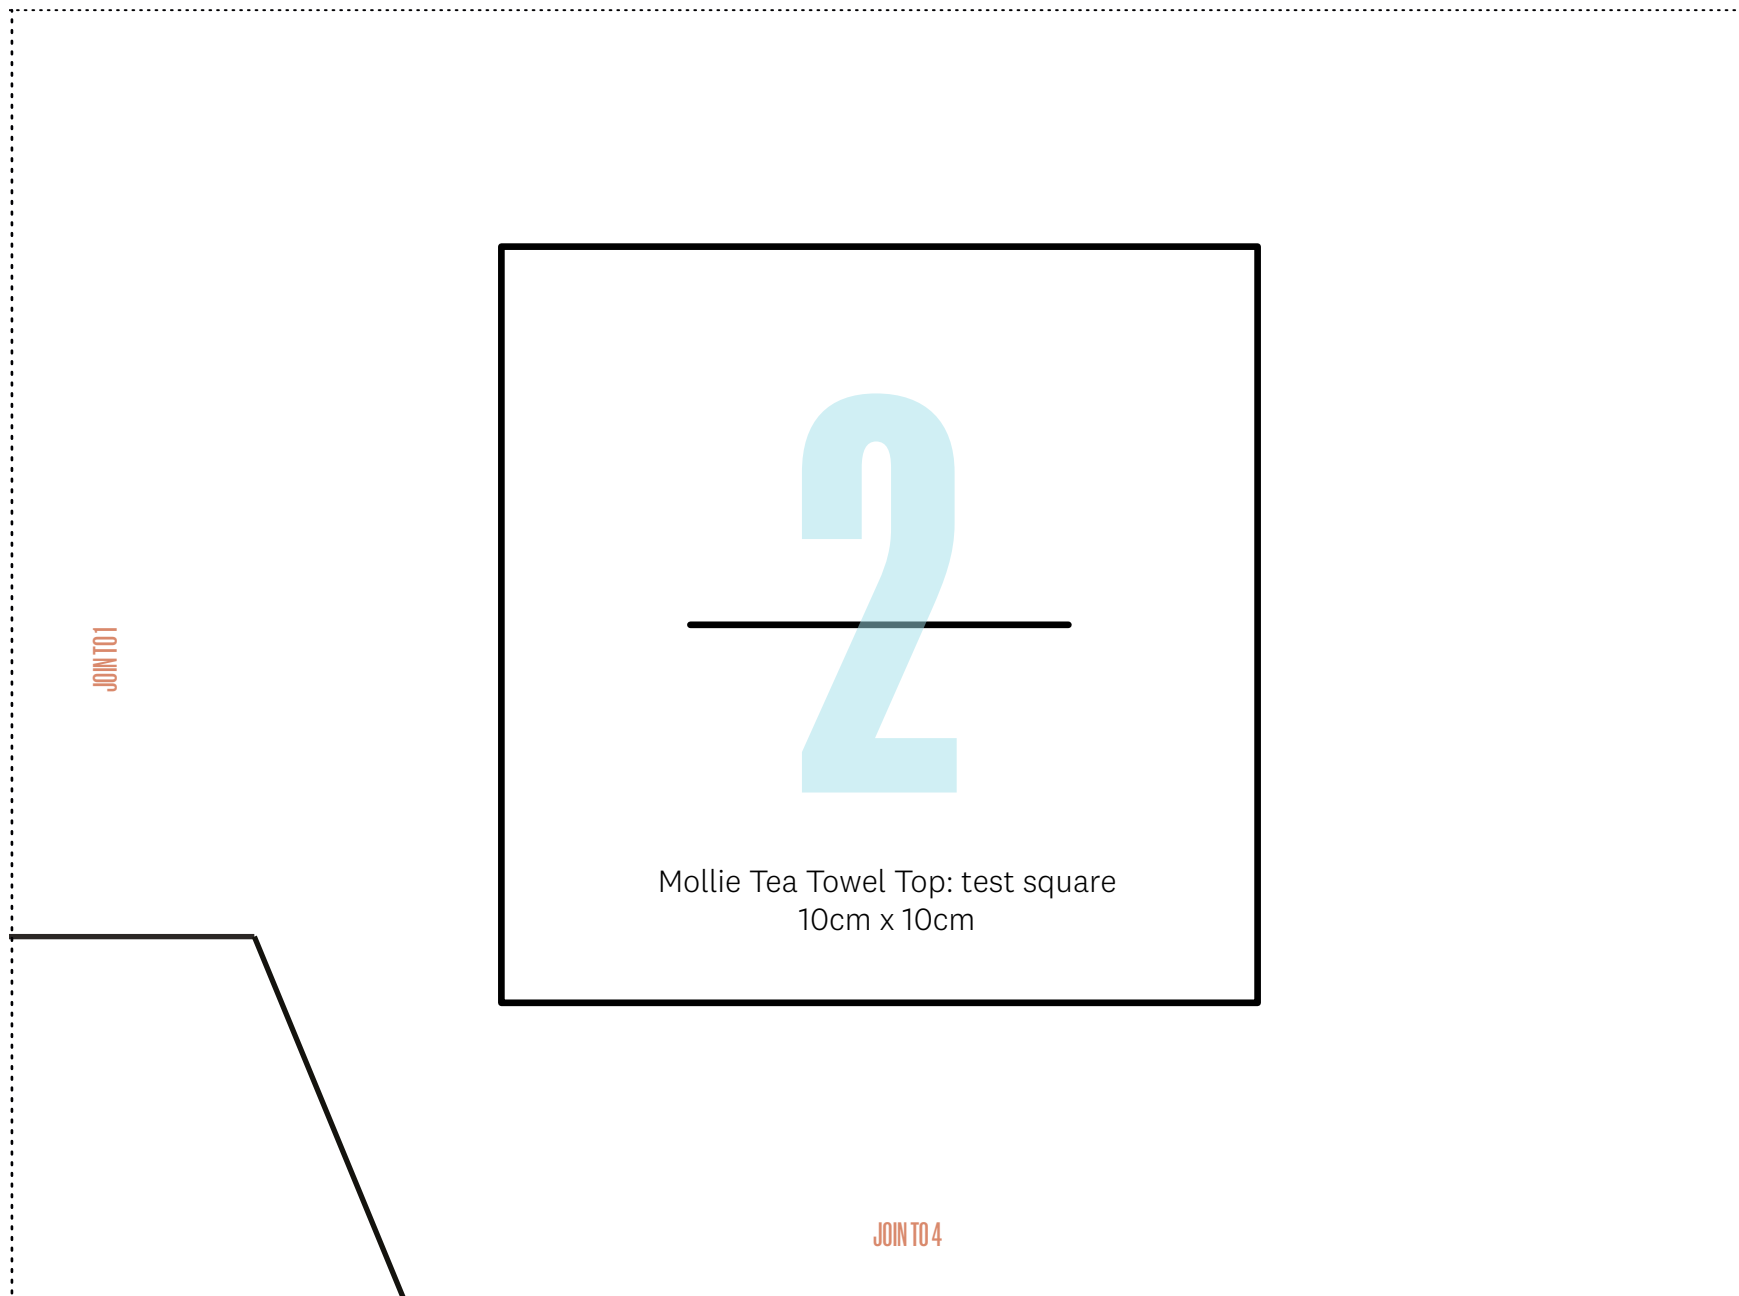 2
JOIN TO 1
Mollie Tea Towel Top: test square
10cm x 10cm
JOIN TO 4